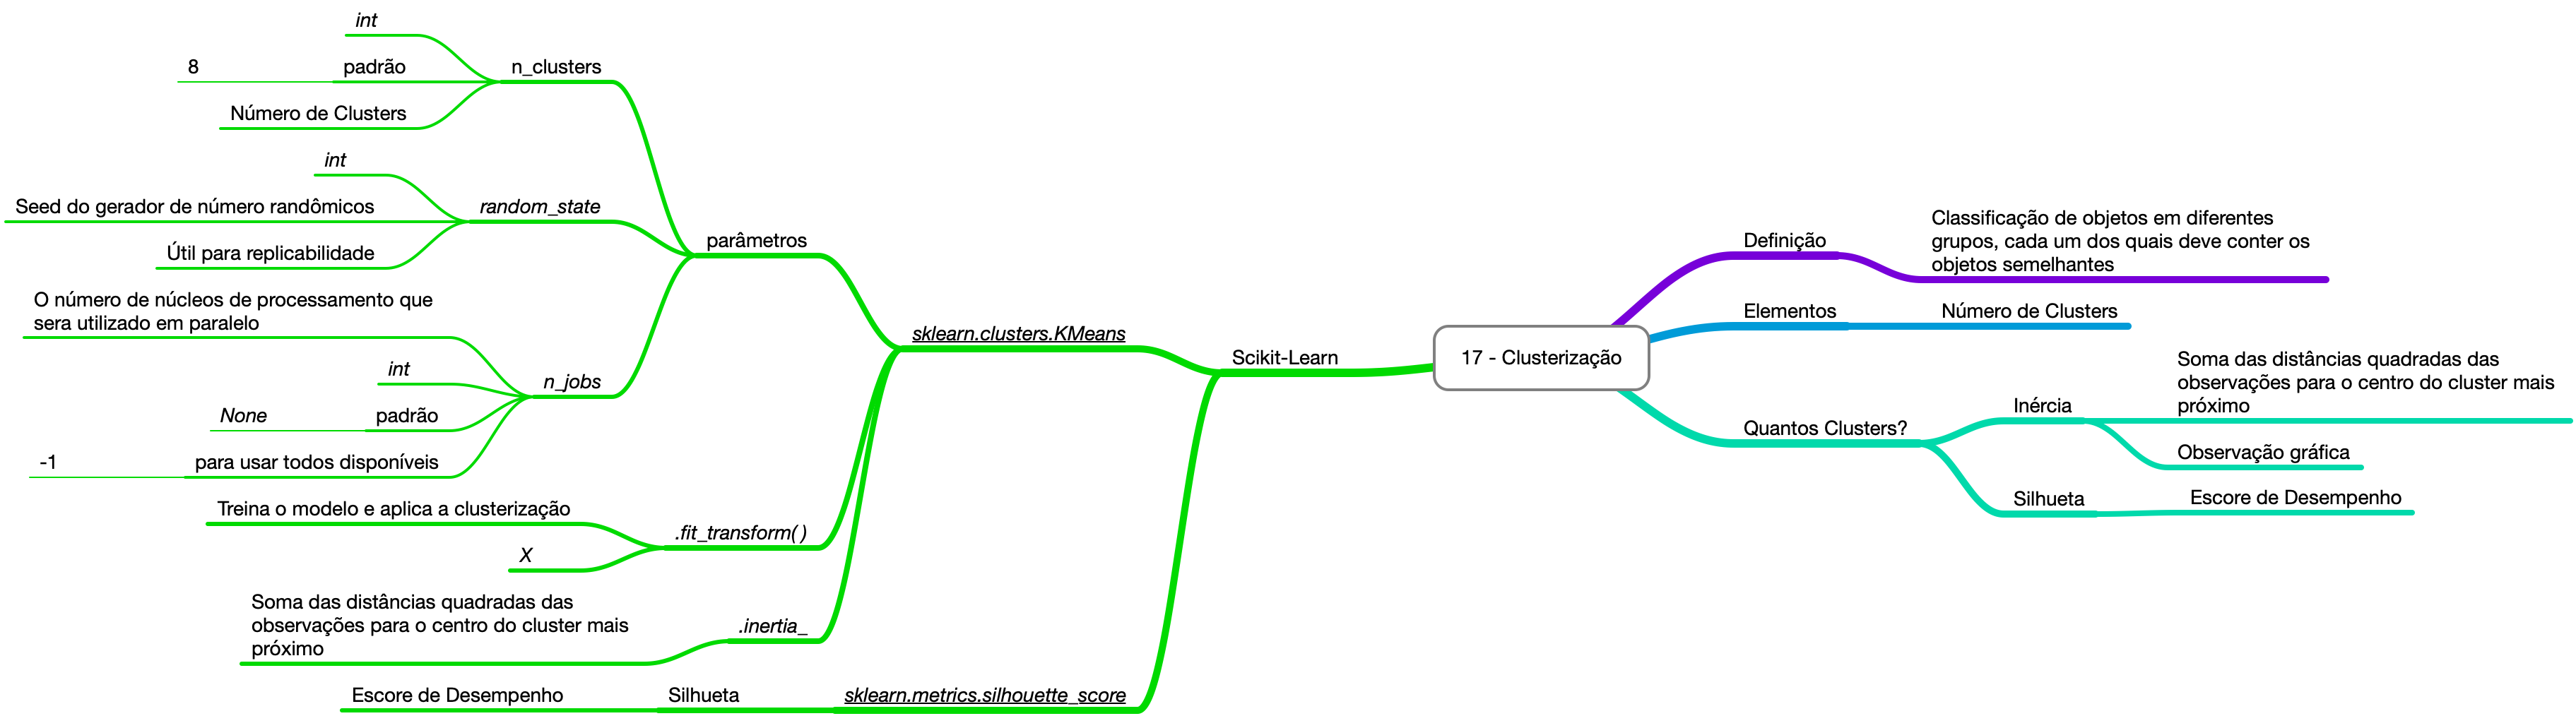 17 - Clusterização
Definição
Classificação de objetos em diferentes
grupos, cada um dos quais deve conter os
objetos semelhantes
Elementos
Número de Clusters
Quantos Clusters?
Inércia
Soma das distâncias quadradas das
observações para o centro do cluster mais
próximo
Observação gráfica
Silhueta
Escore de Desempenho
Scikit-Learn
sklearn.clusters.KMeans
parâmetros
n_clusters
int
padrão
8
Número de Clusters
random_state
int
Seed do gerador de número randômicos
Útil para replicabilidade
n_jobs
O número de núcleos de processamento que
sera utilizado em paralelo
int
padrão
None
para usar todos disponíveis
-1
.fit_transform()
Treina o modelo e aplica a clusterização
X
.inertia_
Soma das distâncias quadradas das
observações para o centro do cluster mais
próximo
sklearn.metrics.silhouette_score
Silhueta
Escore de Desempenho